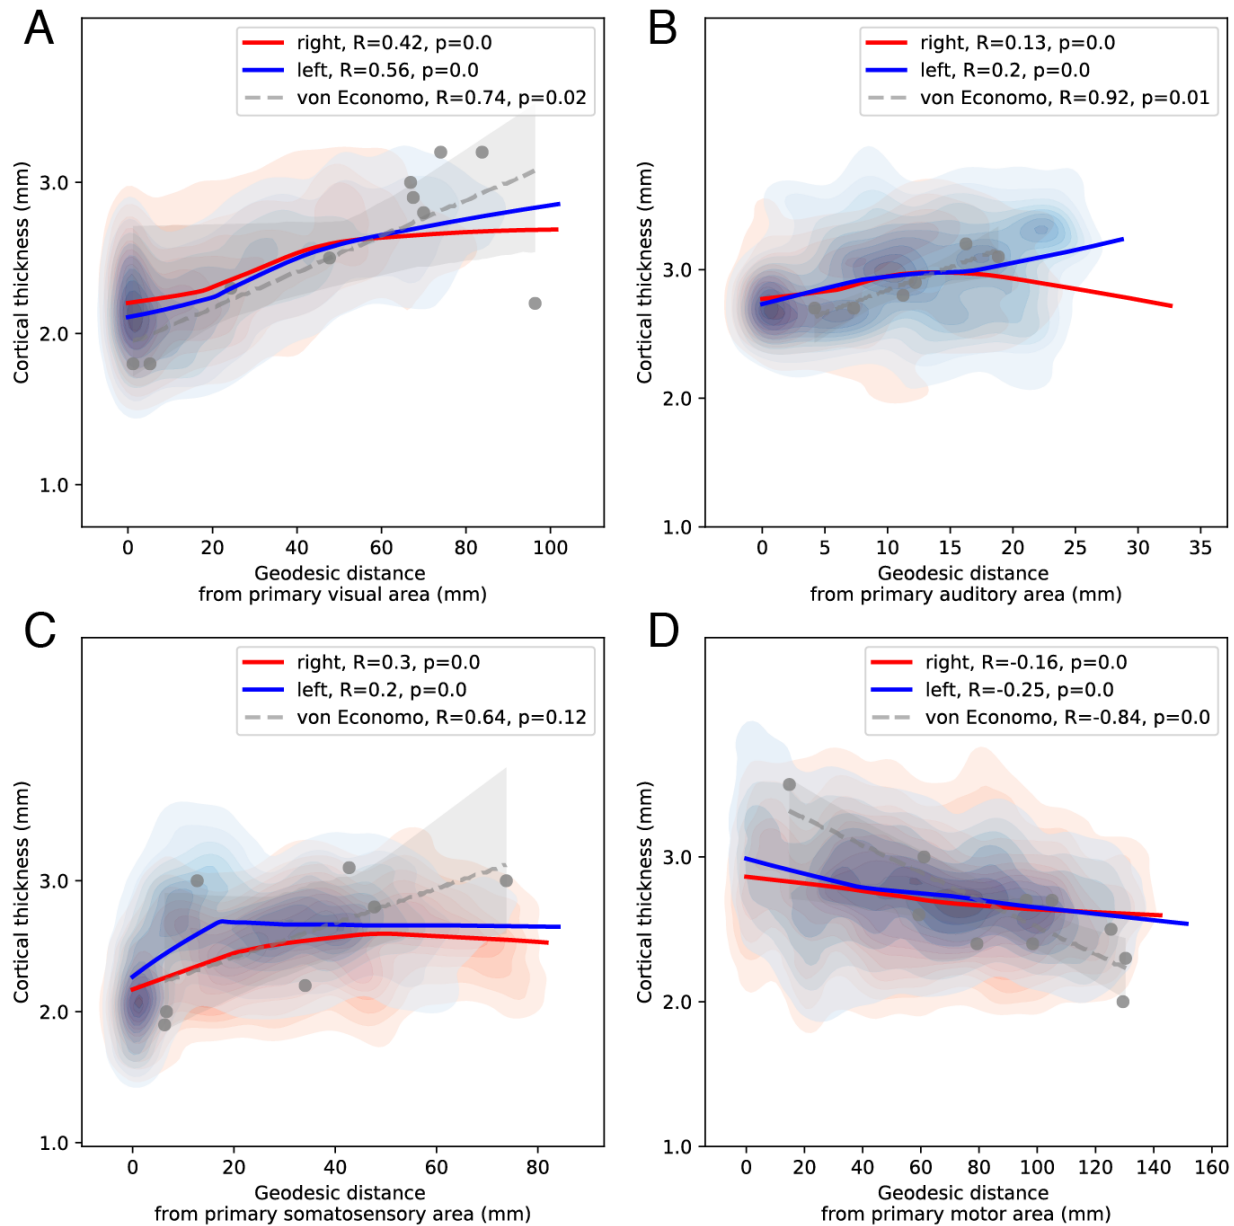 A
right, R=0.42, p=0.0
left, R=0.56, p=0.0
von Economo, R=0.74, p=0.02
Cortical thickness (mm)
3.0
2.0
1.0
0 20 40 60 80 100
Geodesic distance
from primary visual area (mm)
B
right, R=0.13, p=0.0
left, R=0.2, p=0.0
von Economo, R=0.92, p=0.01
Cortical thickness (mm)
3.0
2.0
1.0
0 5 10 15 20 25 30 35
Geodesic distance
from primary auditory area (mm)
C
right, R=0.3, p=0.0
left, R=0.2, p=0.0
von Economo, R=0.64, p=0.12
Cortical thickness (mm)
3.0
2.0
1.0
0 20 40 60 80
Geodesic distance
from primary somatosensory area (mm)
D
right, R=-0.16, p=0.0
left, R=-0.25, p=0.0
von Economo, R=-0.84, p=0.0
Cortical thickness (mm)
3.0
2.0
1.0
0 20 40 60 80 100 120 140 160
Geodesic distance
from primary motor area (mm)